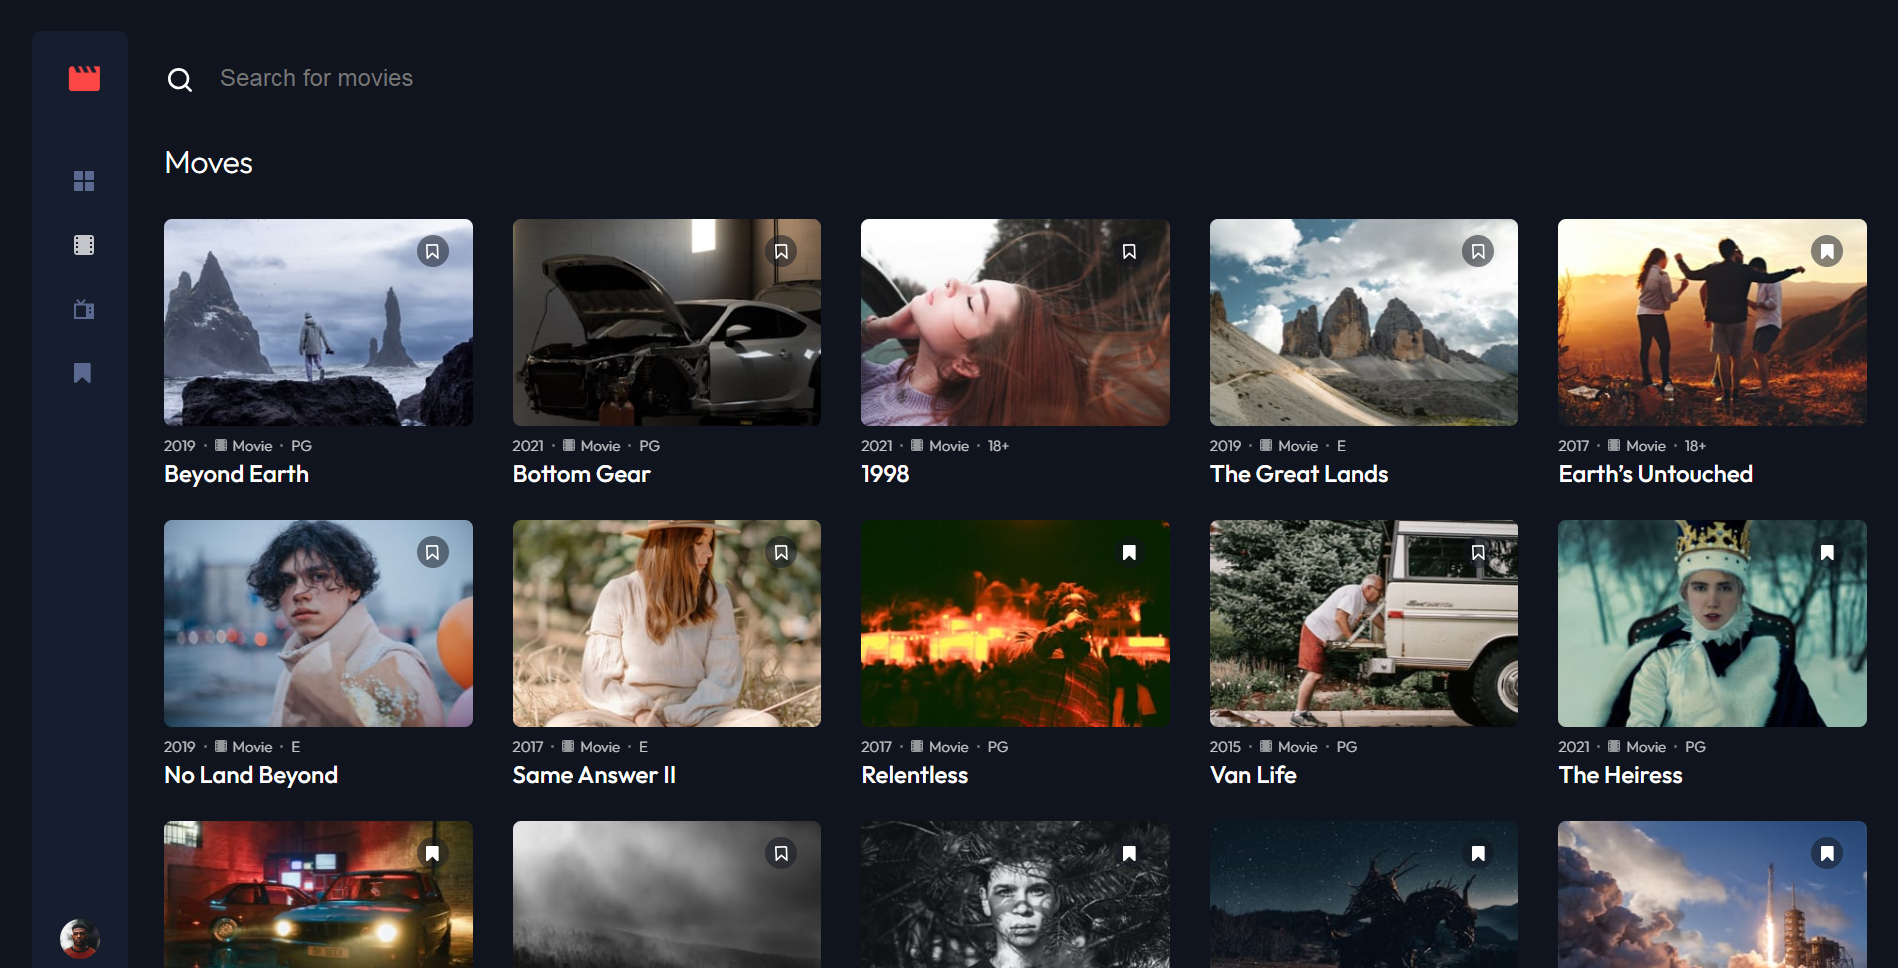 Search for movies
Moves
2019 · Movie · PG
Beyond Earth
2021 · Movie · PG
Bottom Gear
2021 · Movie · 18+
1998
2019 · Movie · E
The Great Lands
2017 · Movie · 18+
Earth’s Untouched
2019 · Movie · E
No Land Beyond
2017 · Movie · E
Same Answer II
2017 · Movie · PG
Relentless
2015 · Movie · PG
Van Life
2021 · Movie · PG
The Heiress